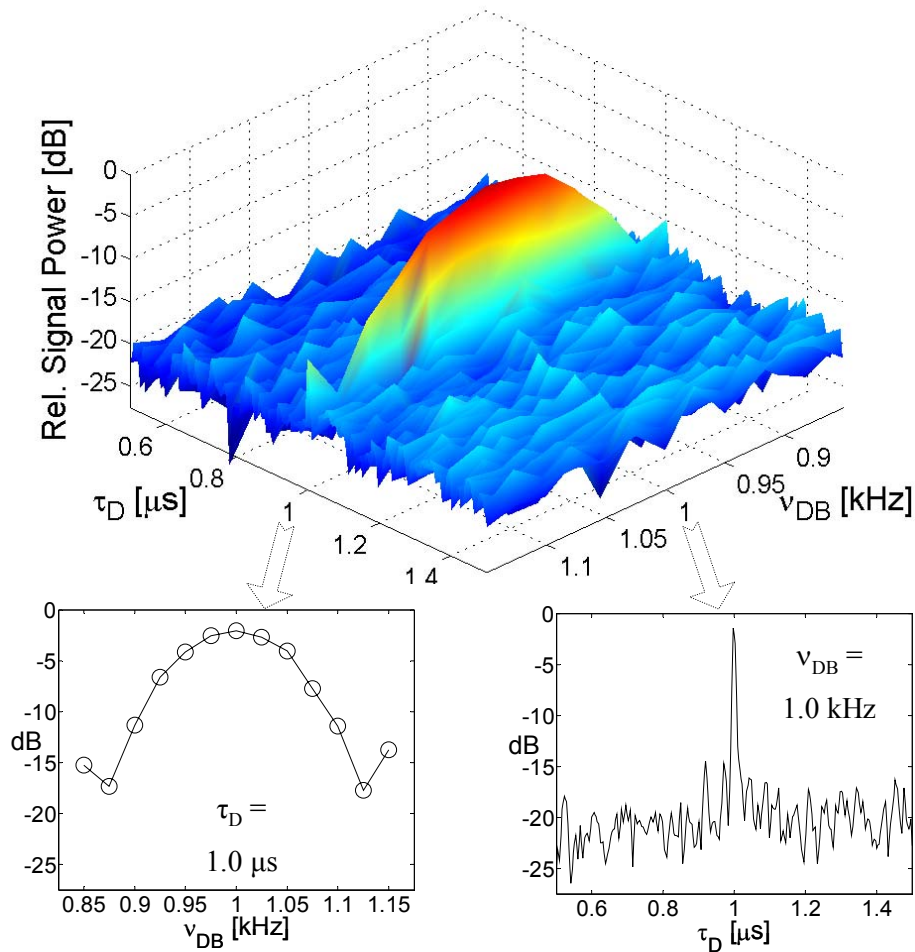 Rel. Signal Power [dB]
0
-5
-10
-15
-20
-25
0.6
0.8
1
1.2
1.4
τD [μs]
0.9
0.95
1
1.05
1.1
νDB [kHz]
0
-5
-10
dB
-15
-20
-25
τD =
1.0 μs
0.85 0.9 0.95 1 1.05 1.1 1.15
νDB [kHz]
0
-5
-10
dB
-15
-20
-25
νDB =
1.0 kHz
0.6 0.8 1 1.2 1.4
τD [μs]